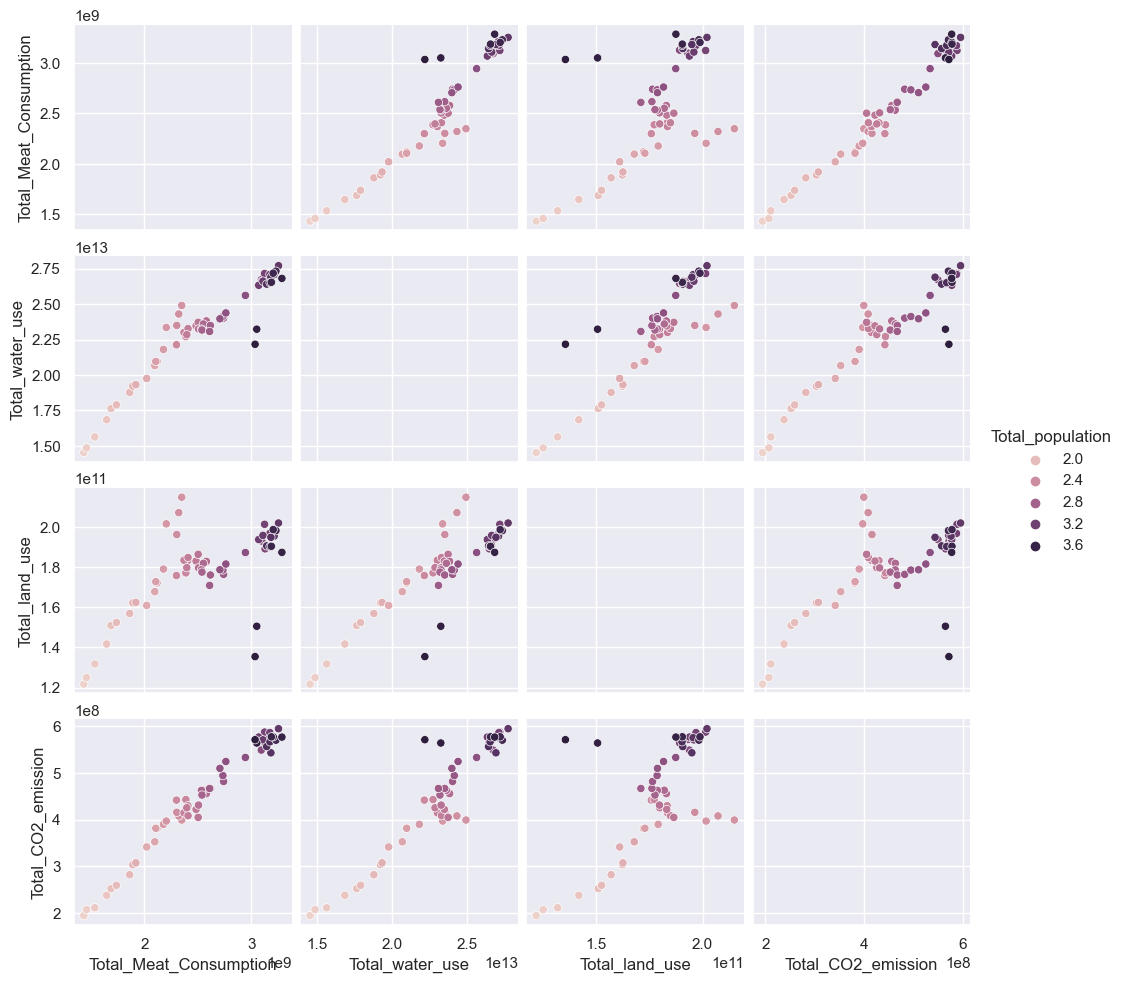 1e9
Total_Meat_Consumption
3.0
2.5
2.0
1.5
1e13
Total_water_use
2.75
2.50
2.25
2.00
1.75
1.50
1e11
Total_land_use
2.0
1.8
1.6
1.4
1.2
1e8
Total_CO2_emission
6
5
4
3
2
2 3
1.5 2.0 2.5
1.5 2.0
2 4 6
Total_Meat_Consumption 1e9
Total_water_use 1e13
Total_land_use 1e11
Total_CO2_emission 1e8
Total_population
2.0
2.4
2.8
3.2
3.6